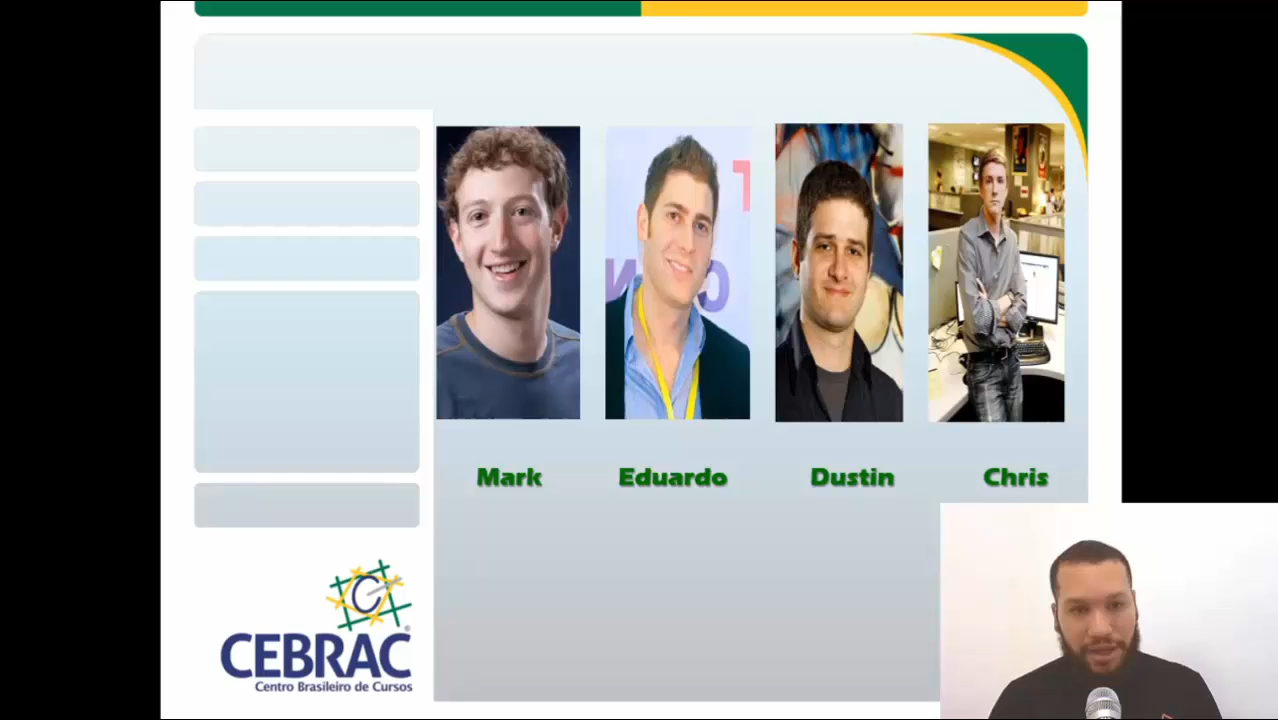 Mark
Eduardo
Dustin
Chris
CEBRAC
Centro Brasileiro de Cursos